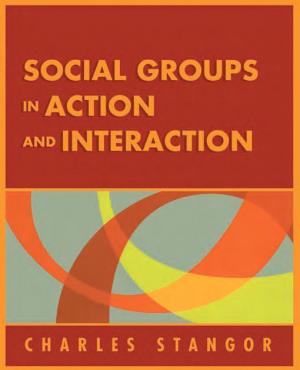 SOCIAL GROUPS
IN ACTION
AND INTERACTION
CHARLES STANGOR